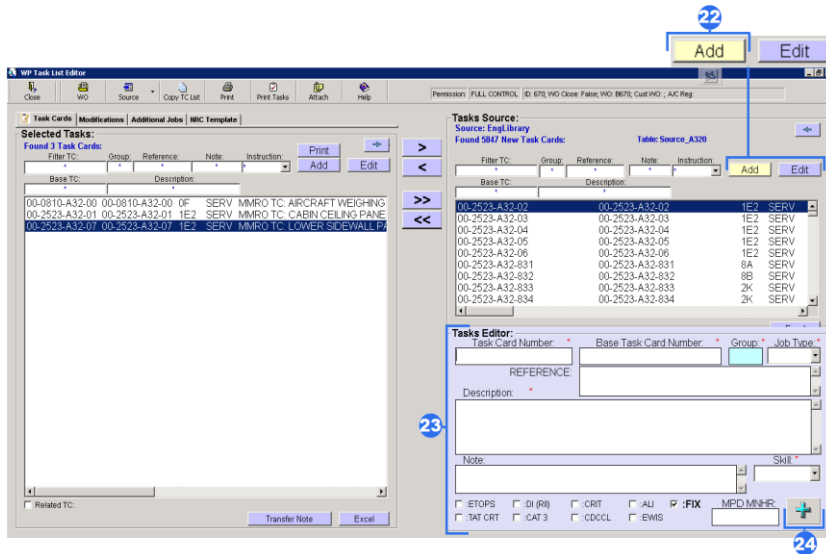 22
Add Edit
WP Task List Editor
Close WO Source Copy TC List Print Print Tasks Attach Help
Permission: FULL CONTROL ID: 670; WO Close: False; WO: B670; Cust.WO: ; A/C Reg:
Task Cards Modifications Additional Jobs NRC Template
Selected Tasks:
Found 3 Task Cards:
Print
Filter TC: Group: Reference: Note: Instruction:
* * * * *
Add Edit
Base TC: Description:
* *
00-0810-A32-00 00-0810-A32-00 0F SERV MMRO TC: AIRCRAFT WEIGHING
00-2523-A32-01 00-2523-A32-01 1E2 SERV MMRO TC: CABIN CEILING PANE
00-2523-A32-07 00-2523-A32-07 1E2 SERV MMRO TC: LOWER SIDEWALL PA
Related TC:
Transfer Note Excel
>
<
>>
<<
Tasks Source:
Source: EngLibrary
Found 5847 New Task Cards: Table: Source_A320
Filter TC: Group: Reference: Note: Instruction:
* * * * *
Add Edit
Base TC: Description:
* *
00-2523-A32-02 00-2523-A32-02 1E2 SERV
00-2523-A32-03 00-2523-A32-03 1E2 SERV
00-2523-A32-04 00-2523-A32-04 1E2 SERV
00-2523-A32-05 00-2523-A32-05 1E2 SERV
00-2523-A32-06 00-2523-A32-06 1E2 SERV
00-2523-A32-831 00-2523-A32-831 8A SERV
00-2523-A32-832 00-2523-A32-832 8B SERV
00-2523-A32-833 00-2523-A32-833 2K SERV
00-2523-A32-834 00-2523-A32-834 2K SERV
Tasks Editor:
Task Card Number: * Base Task Card Number: * Group: * Job Type: *
REFERENCE:
Description: *
23
Note: Skill: *
:ETOPS :DI (RII) :CRIT :ALI :FIX MPD MNHR:
:TAT CRT :CAT 3 :CDCCL :EWIS
24